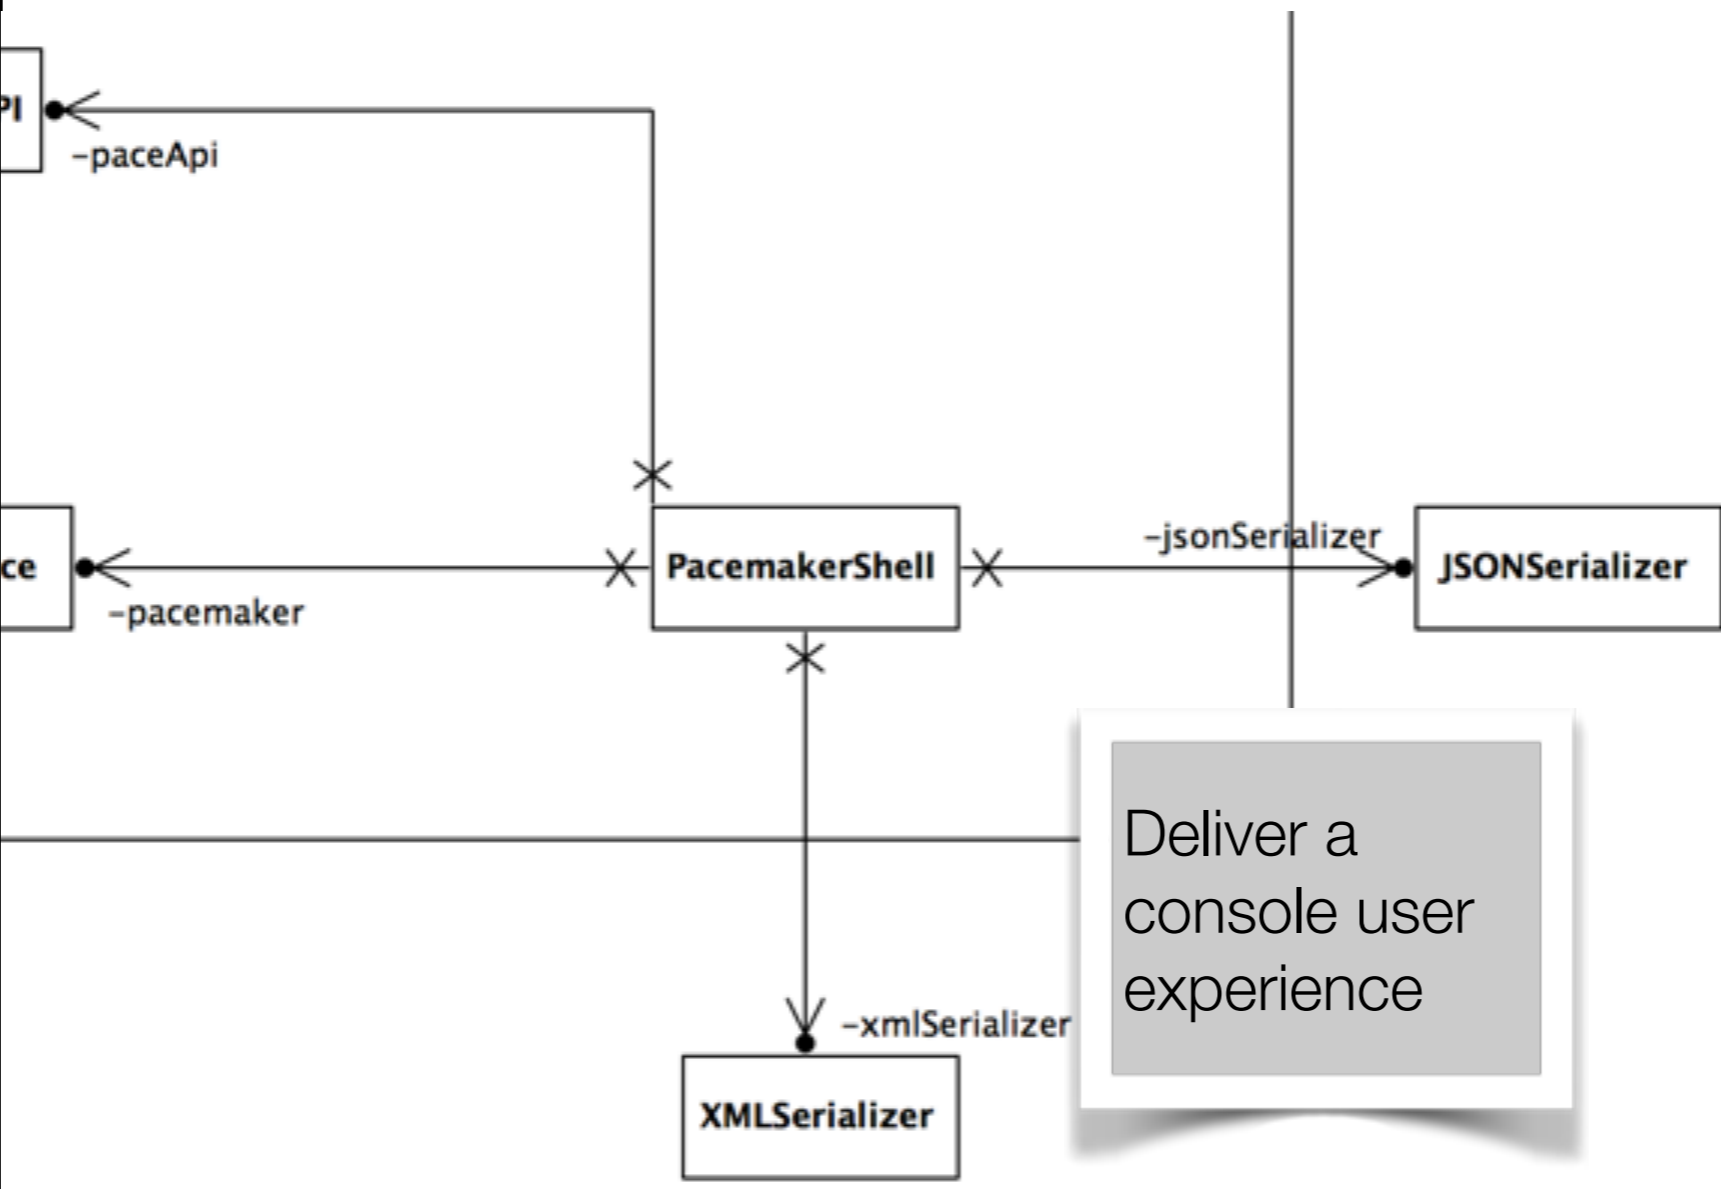 PI
-paceApi
-jsonSerializer
ce
PacemakerShell
JSONSerializer
-pacemaker
Deliver a
console user
experience
-xmlSerializer
XMLSerializer